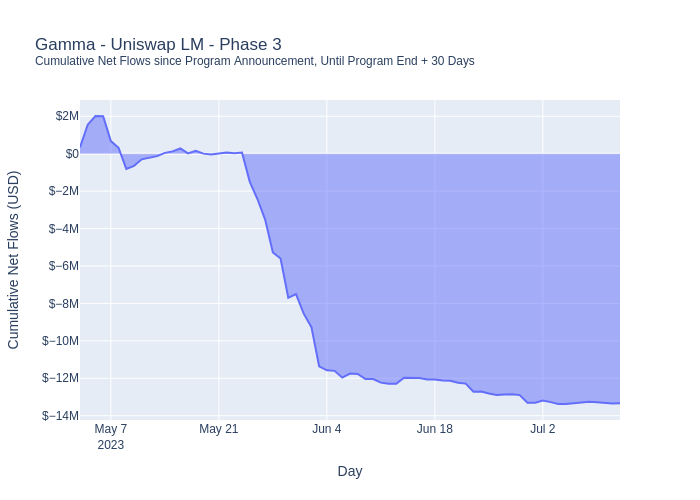 Gamma - Uniswap LM - Phase 3
Cumulative Net Flows since Program Announcement, Until Program End + 30 Days
Cumulative Net Flows (USD)
$2M
$0
$−2M
$−4M
$−6M
$−8M
$−10M
$−12M
$−14M
May 7
2023
May 21
Jun 4
Jun 18
Jul 2
Day